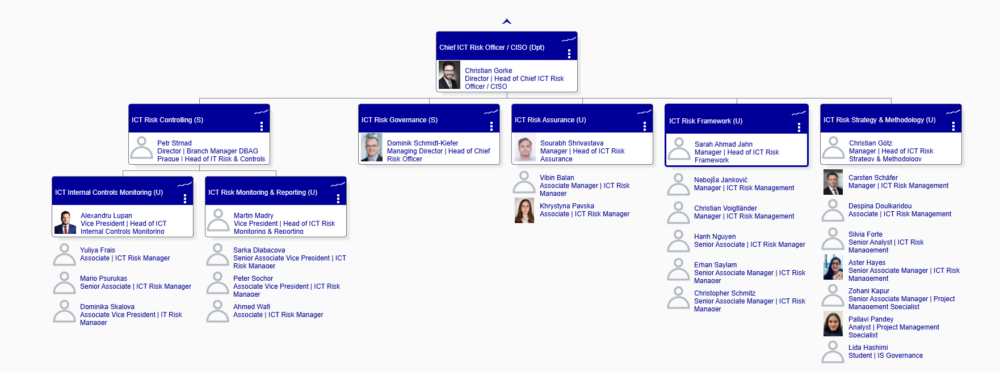 Chief ICT Risk Officer / CISO (Dpt)
Christian Gorke
Director | Head of Chief ICT Risk
Officer / CISO
ICT Risk Controlling (S)
Petr Strnad
Director | Branch Manager DBAG
Prague | Head of IT Risk & Controls
ICT Risk Governance (S)
Dominik Schmidt-Kiefer
Managing Director | Head of Chief
Risk Officer
ICT Risk Assurance (U)
Sourabh Shrivastava
Manager | Head of ICT Risk
Assurance
Vibin Balan
Associate Manager | ICT Risk
Manager
Khrystyna Pavska
Associate | ICT Risk Manager
ICT Risk Framework (U)
Sarah Ahmad Jahn
Manager | Head of ICT Risk
Framework
Nebojša Janković
Manager | ICT Risk Management
Christian Voigtländer
Manager | ICT Risk Management
Hanh Nguyen
Senior Associate | ICT Risk Manager
Erhan Saylam
Senior Associate Manager | ICT Risk
Manager
Christopher Schmitz
Senior Associate Manager | ICT Risk
Manager
ICT Risk Strategy & Methodology (U)
Christian Götz
Manager | Head of ICT Risk
Strategy & Methodology
Carsten Schäfer
Manager | ICT Risk Management
Despina Doulkaridou
Associate | ICT Risk Management
Silvia Forte
Senior Analyst | ICT Risk
Management
Aster Hayes
Senior Associate Manager | ICT Risk
Management
Zohani Kapur
Senior Associate Manager | Project
Management Specialist
Pallavi Pandey
Analyst | Project Management
Specialist
Lida Hashimi
Student | IS Governance
ICT Internal Controls Monitoring (U)
Alexandru Lupan
Vice President | Head of ICT
Internal Controls Monitoring
Yuliya Frais
Associate | ICT Risk Manager
Mario Psurukas
Senior Associate | ICT Risk Manager
Dominika Skalova
Associate Vice President | IT Risk
Manager
ICT Risk Monitoring & Reporting (U)
Martin Madry
Vice President | Head of ICT Risk
Monitoring & Reporting
Sarka Dlabacova
Senior Associate Vice President | ICT
Risk Manager
Peter Sochor
Associate Vice President | ICT Risk
Manager
Ahmed Wafi
Associate | ICT Risk Manager